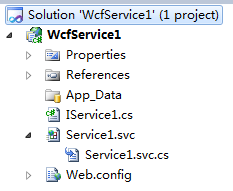 Solution 'WcfService1' (1 project)
WcfService1
Properties
References
App_Data
IService1.cs
Service1.svc
Service1.svc.cs
Web.config